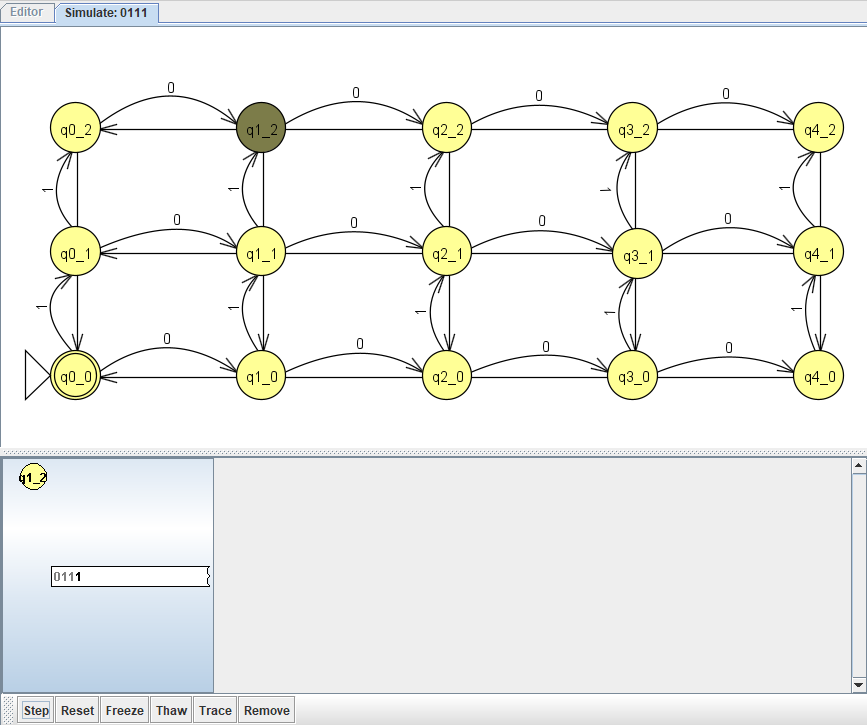 Editor Simulate: 0111
0 0 0 0
q0_2 q1_2 q2_2 q3_2 q4_2
1 1 1 1 1
0 0 0 0
q0_1 q1_1 q2_1 q3_1 q4_1
1 1 1 1 1
0 0 0 0
q0_0 q1_0 q2_0 q3_0 q4_0
q1_2
0111
Step Reset Freeze Thaw Trace Remove